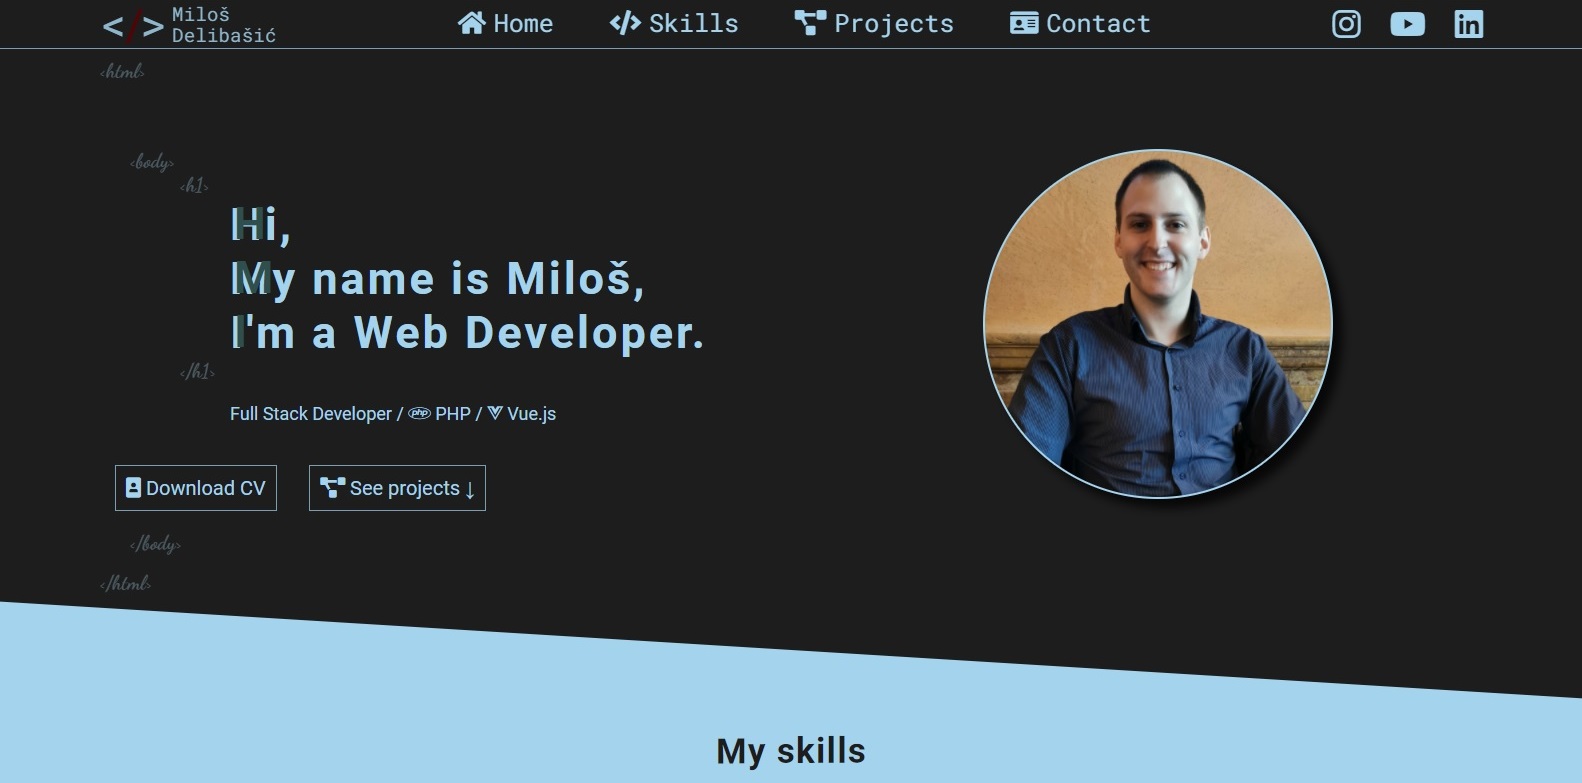 </> Miloš
Delibašić
Home
Skills
Projects
Contact
<html>
<body>
<h1>
Hi,
My name is Miloš,
I'm a Web Developer.
</h1>
Full Stack Developer / php PHP / Vue.js
Download CV
See projects ↓
</body>
</html>
My skills